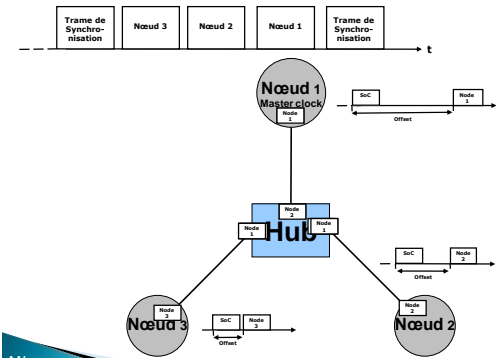 Trame de
Synchro-
nisation
Nœud 3
Nœud 2
Nœud 1
Trame de
Synchro-
nisation
t
Nœud 1
Master clock
Node
1
SoC
Node
1
Offset
Node
2
Node
1
Hub
Node
1
SoC
Node
2
Offset
Node
3
Nœud 3
SoC
Node
3
Offset
Node
2
Nœud 2